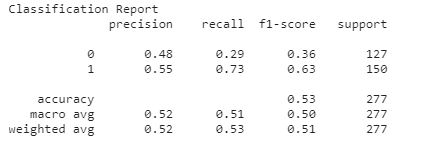 Classification Report
precision recall f1-score support
0 0.48 0.29 0.36 127
1 0.55 0.73 0.63 150
accuracy 0.53 277
macro avg 0.52 0.51 0.50 277
weighted avg 0.52 0.53 0.51 277